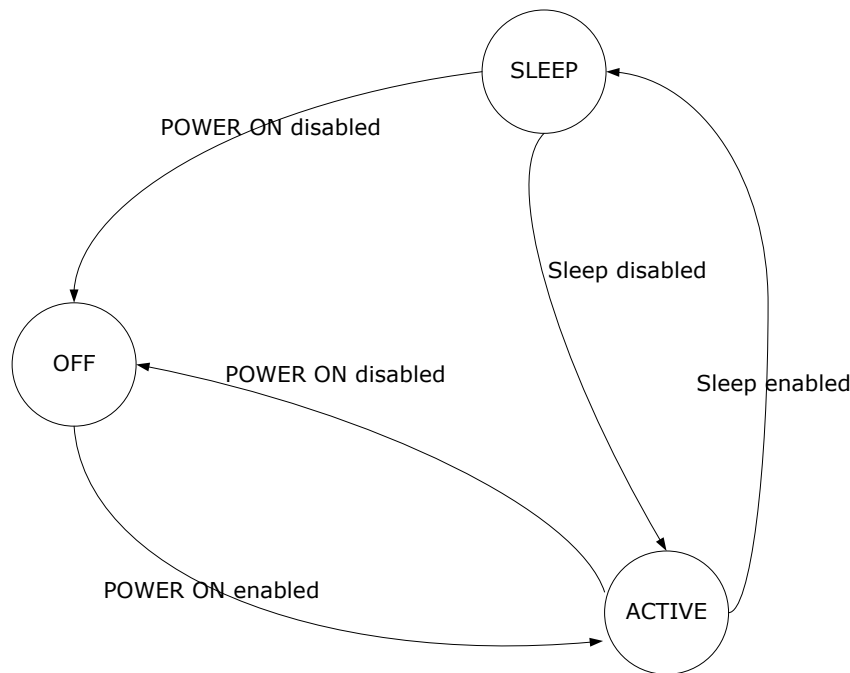 SLEEP
POWER ON disabled
Sleep disabled
OFF
POWER ON disabled
Sleep enabled
POWER ON enabled
ACTIVE